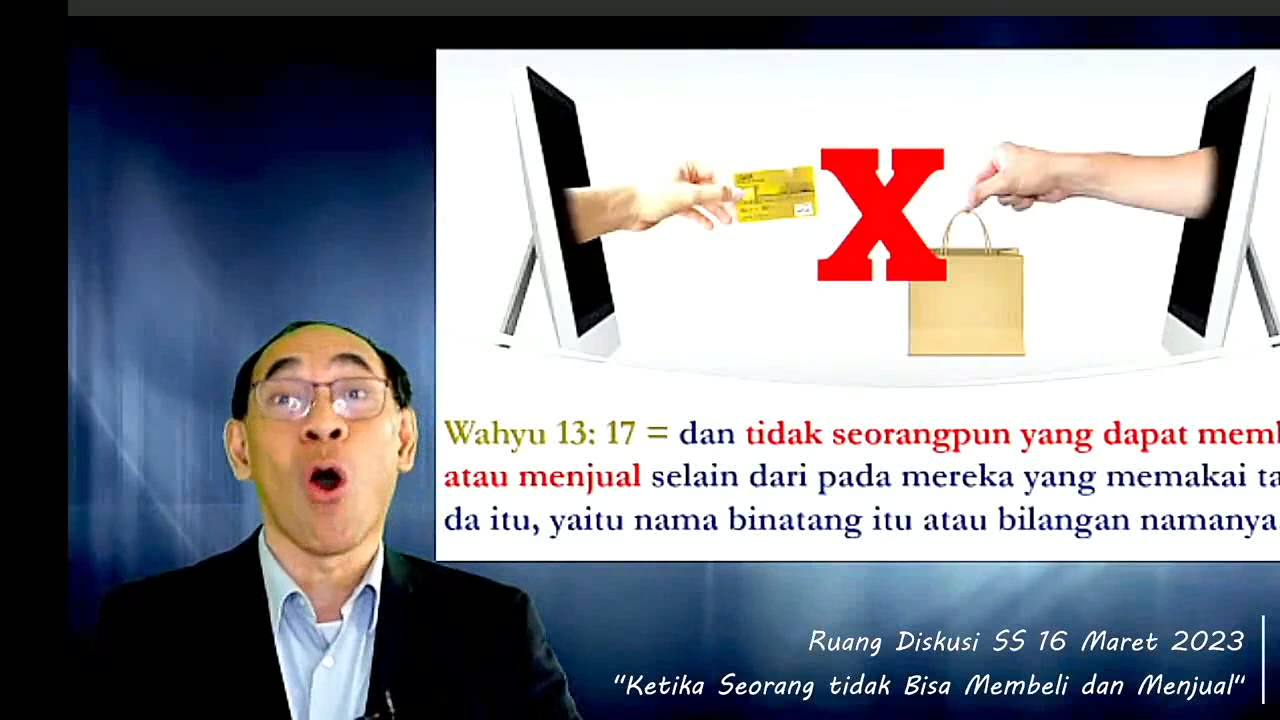 X
Wahyu 13: 17 = dan tidak seorangpun yang dapat
atau menjual selain dari pada mereka yang memakai
da itu, yaitu nama binatang itu atau bilangan namanya.
Ruang Diskusi SS 16 Maret 2023
"Ketika Seorang tidak Bisa Membeli dan Menjual"